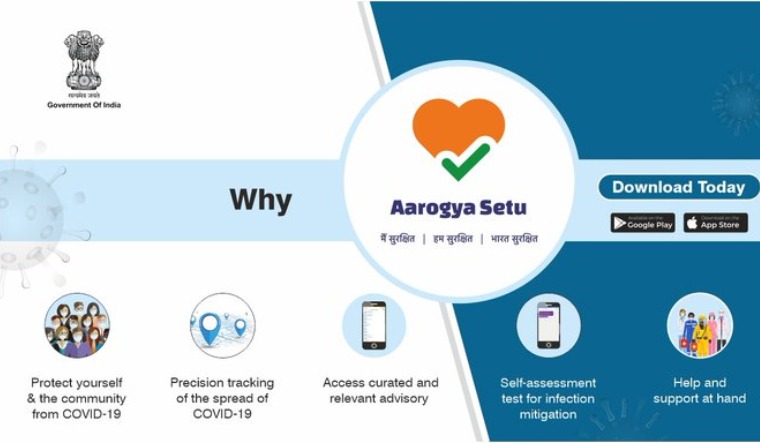 सत्यमेव जयते
Government Of India
Why
Aarogya Setu
मैं सुरक्षित | हम सुरक्षित | भारत सुरक्षित
Download Today
Available on the
Google Play
Download on the
App Store
Protect yourself
& the community
from COVID-19
Precision tracking
of the spread of
COVID-19
Access curated and
relevant advisory
Self-assessment
test for infection
mitigation
Help and
support at hand